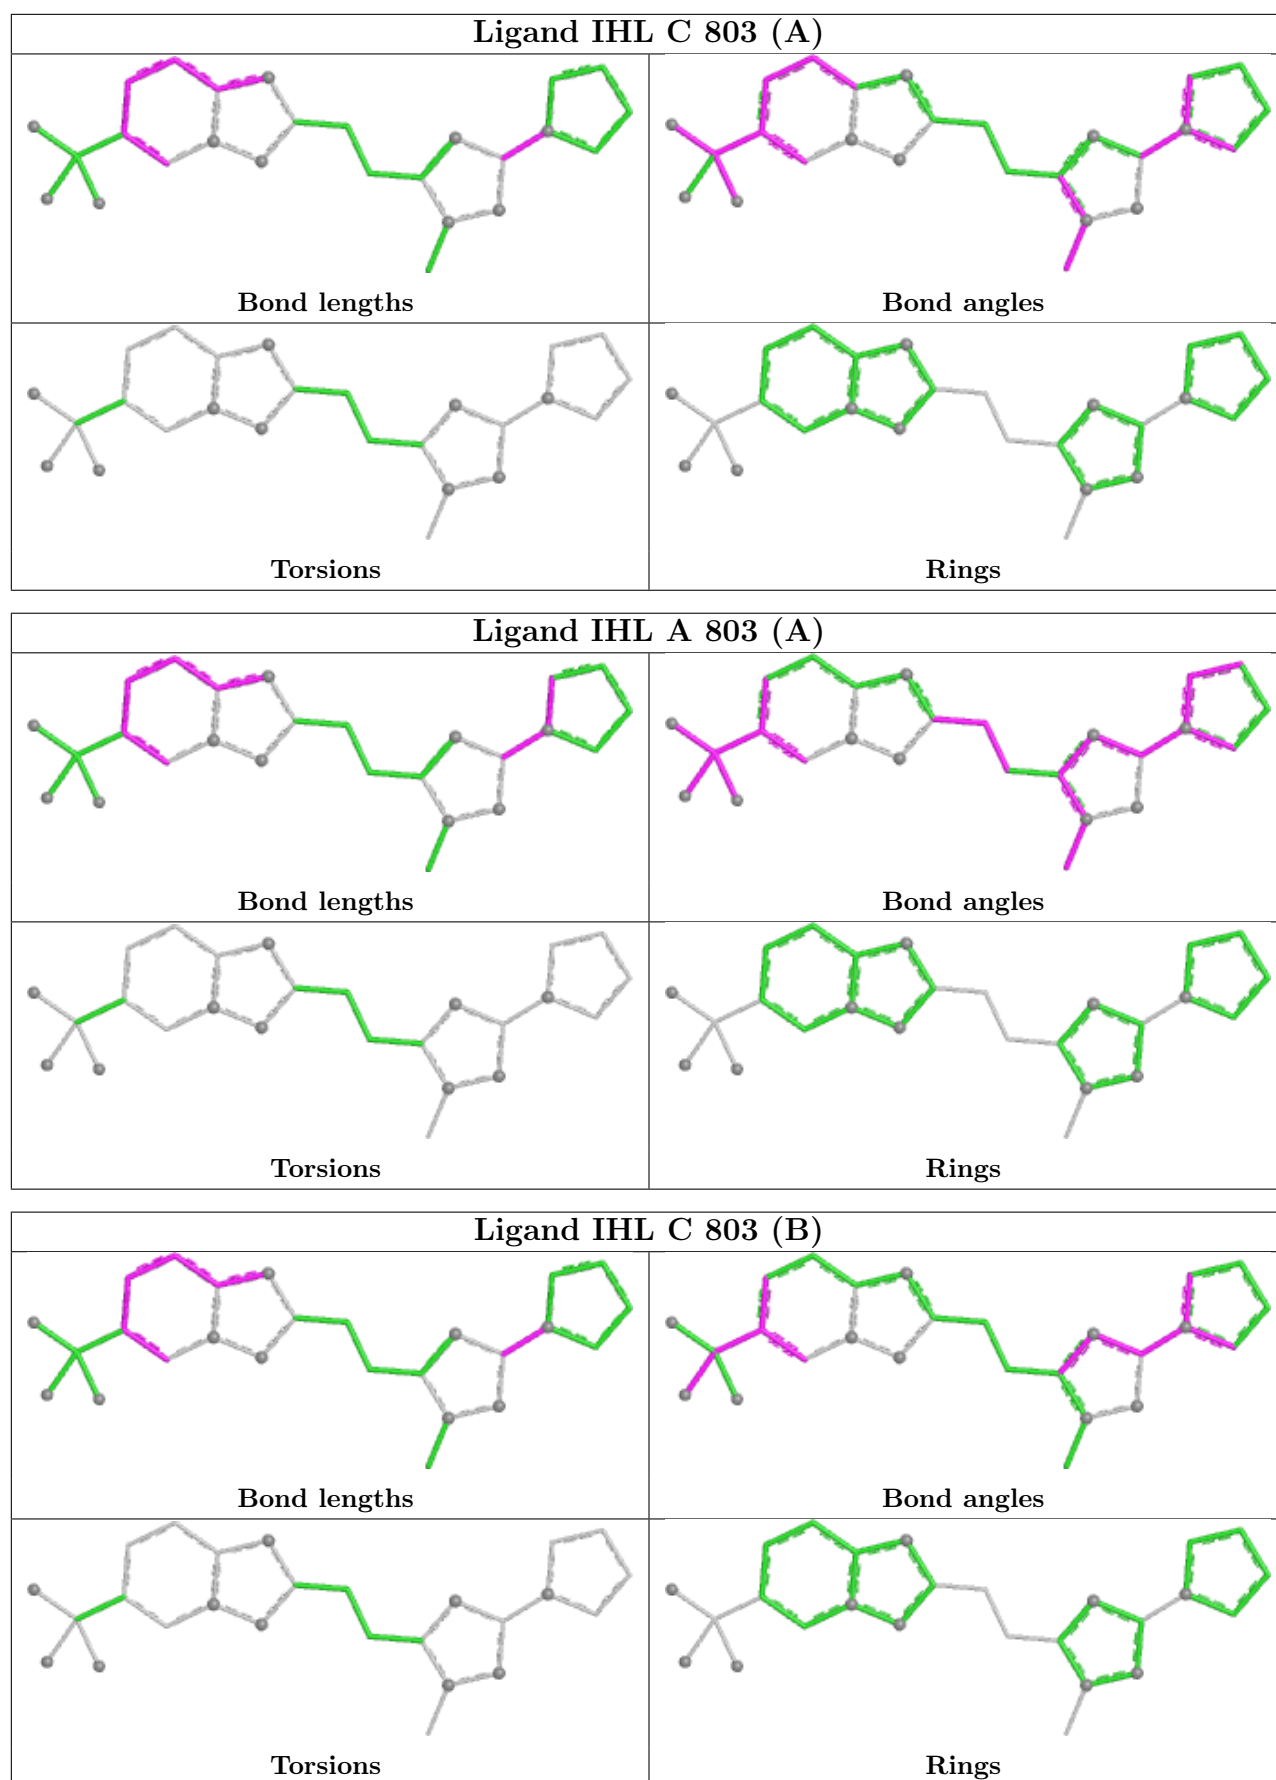 Ligand IHL C 803 (A)
Bond lengths
Bond angles
Torsions
Rings
Ligand IHL A 803 (A)
Bond lengths
Bond angles
Torsions
Rings
Ligand IHL C 803 (B)
Bond lengths
Bond angles
Torsions
Rings